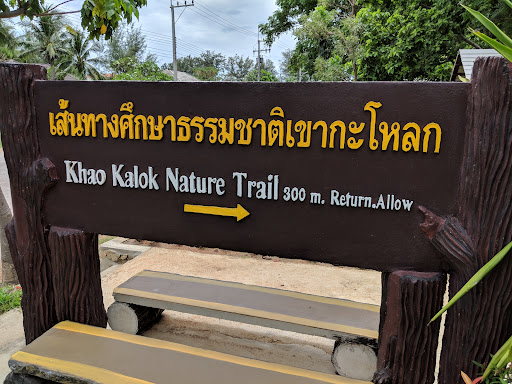 เส้นทางศึกษาธรรมชาติเขากะโหลก
Khao Kalok Nature Trail 300 m. Return.Allow